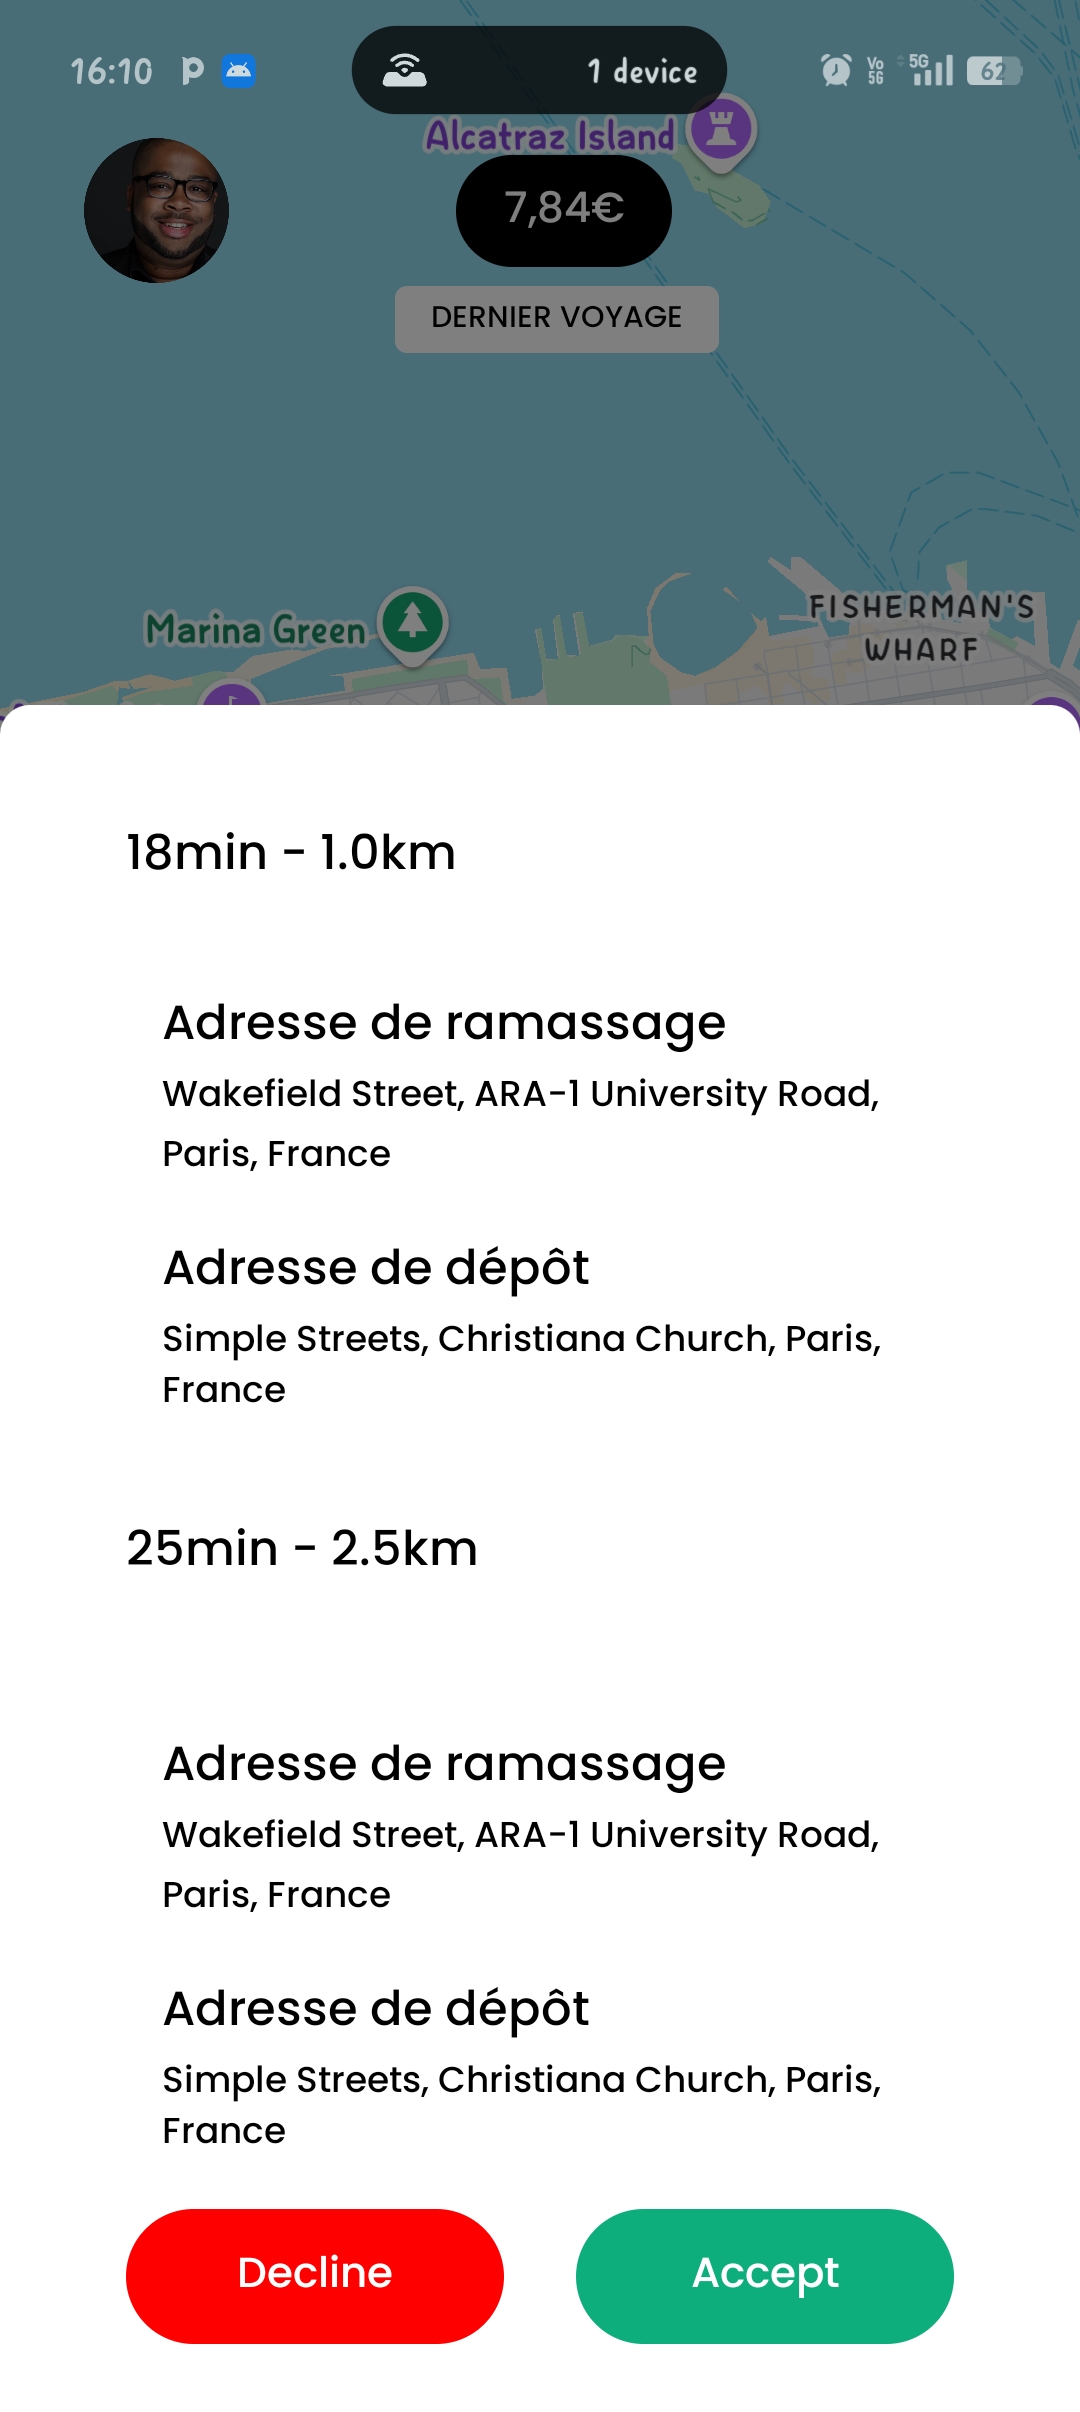 16:10
1 device
Vo
5G
5G
62
Alcatraz Island
7,84€
DERNIER VOYAGE
Marina Green
FISHERMAN'S
WHARF
18min - 1.0km
Adresse de ramassage
Wakefield Street, ARA-1 University Road,
Paris, France
Adresse de dépôt
Simple Streets, Christiana Church, Paris,
France
25min - 2.5km
Adresse de ramassage
Wakefield Street, ARA-1 University Road,
Paris, France
Adresse de dépôt
Simple Streets, Christiana Church, Paris,
France
Decline
Accept